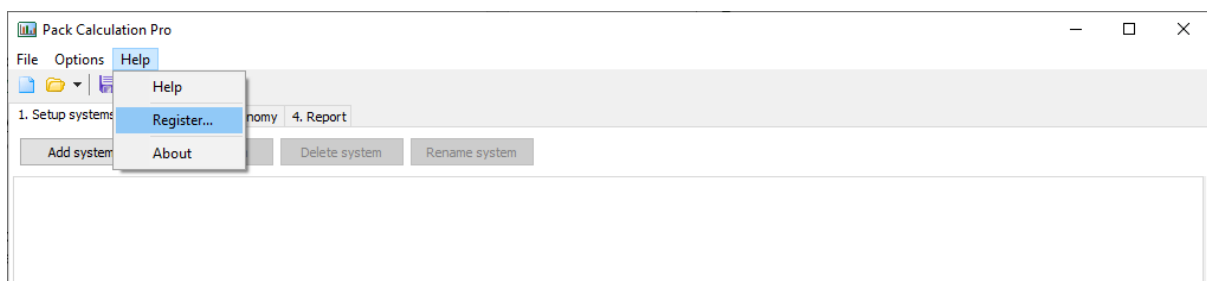 Pack Calculation Pro
File Options Help
Help
1. Setup systems nomy 4. Report
Register...
Add system Delete system Rename system
About